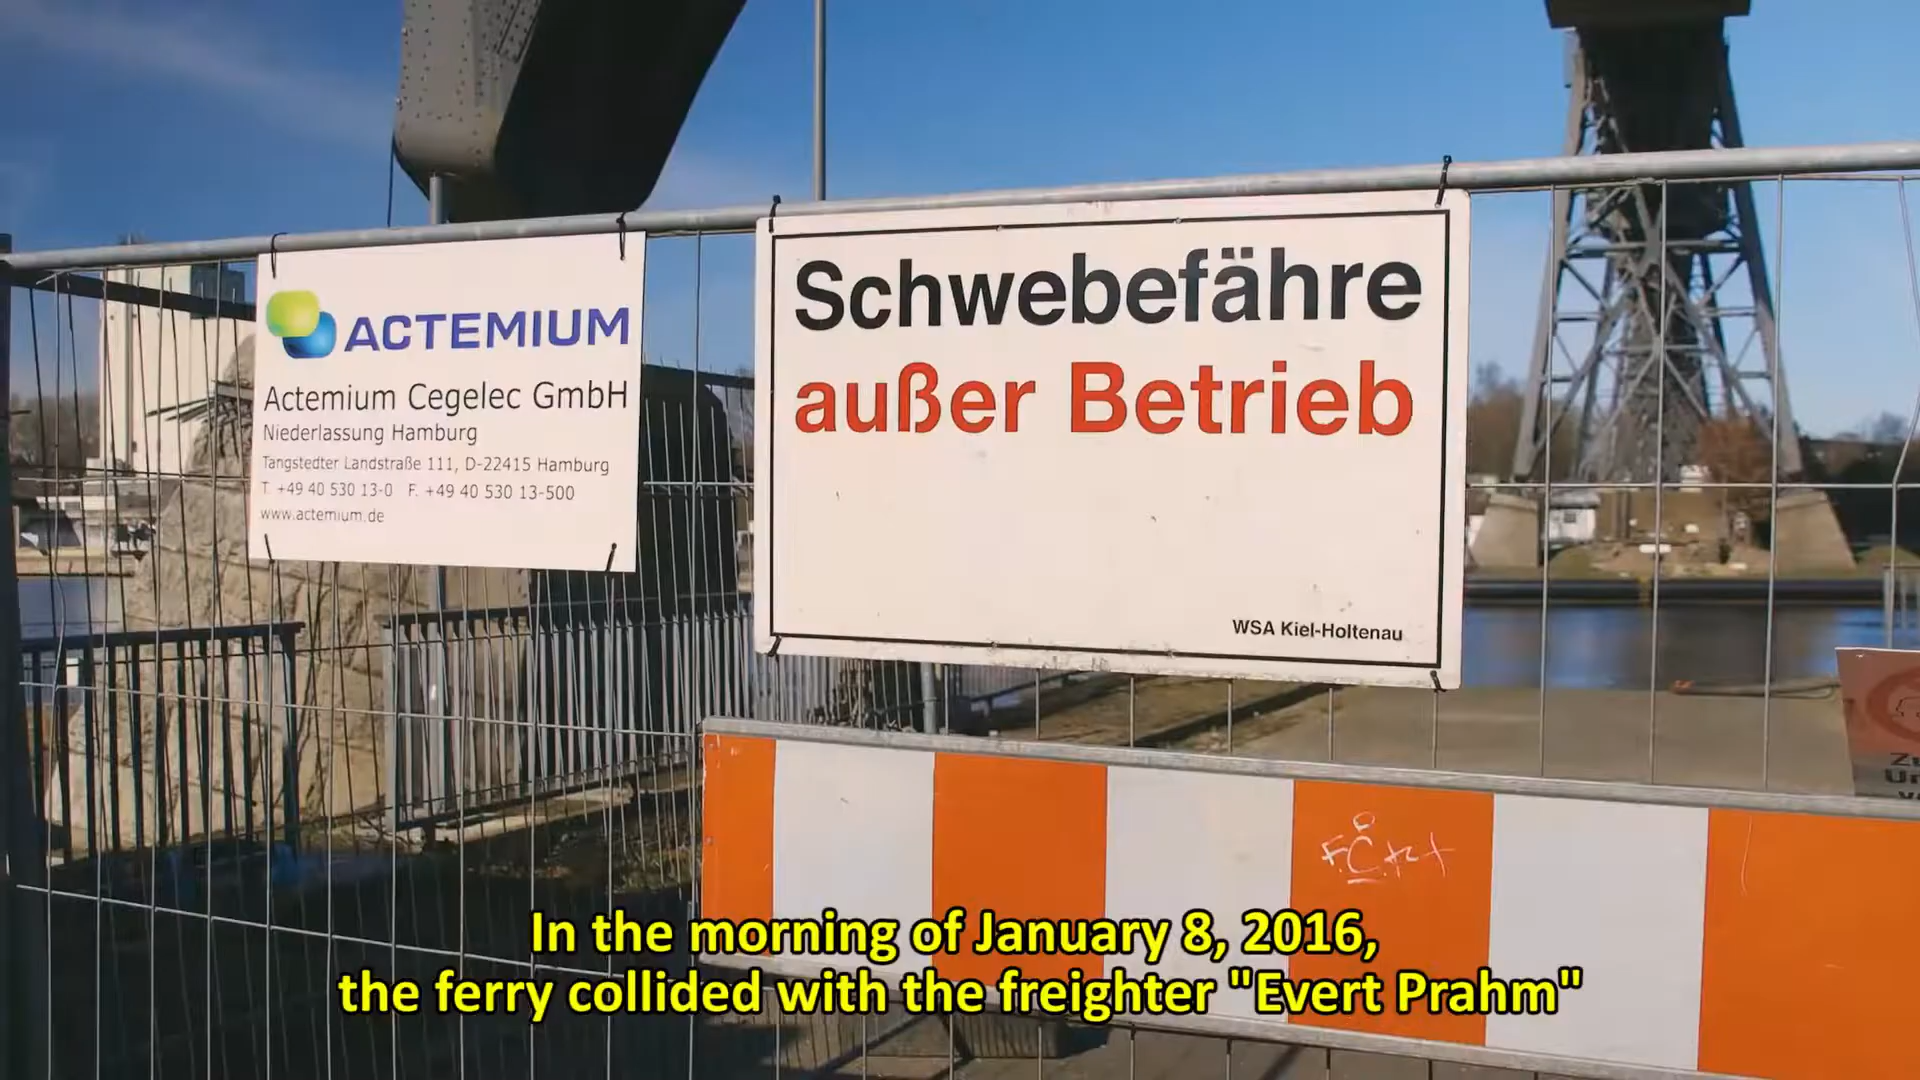 ACTEMIUM
Actemium Cegelec GmbH
Niederlassung Hamburg
Tangstedter Landstraße 111, D-22415 Hamburg
T. +49 40 530 13-0 F. +49 40 530 13-500
www.actemium.de
Schwebefähre
außer Betrieb
WSA Kiel-Holtenau
In the morning of January 8, 2016,
the ferry collided with the freighter "Evert Prahm"